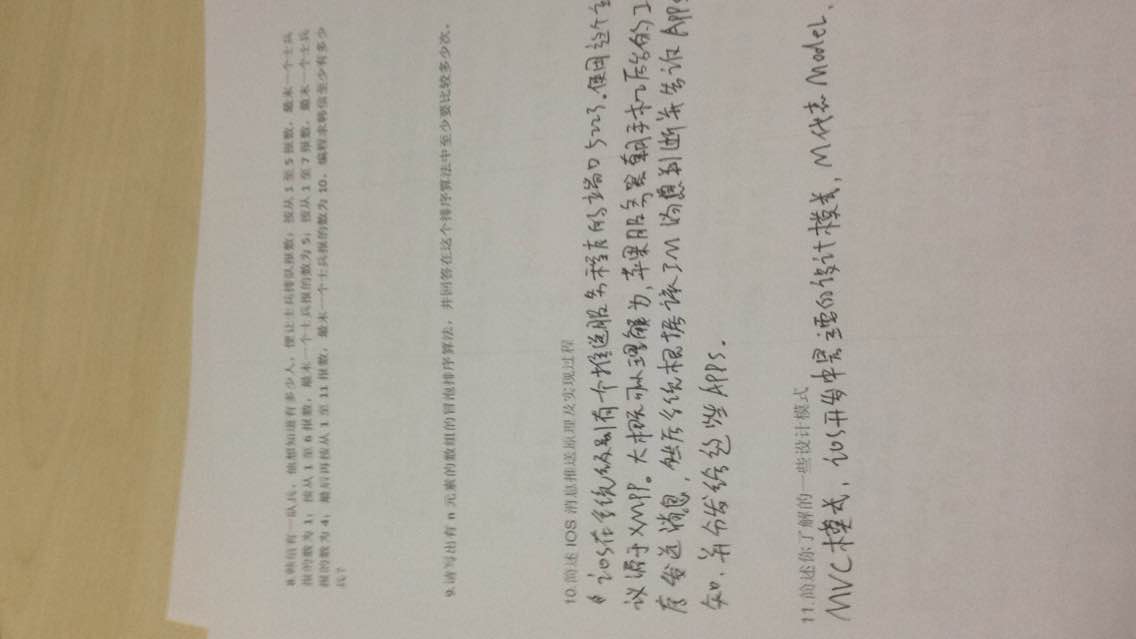 8.韩信有一队兵，他想知道有多少人，便让士兵排队报数：按从 1 至 5 报数，最末一个士兵
报的数为 1；按从 1 至 6 报数，最末一个士兵报的数为 5；按从 1 至 7 报数，最末一个士兵
报的数为 4；最后再按从 1 至 11 报数，最末一个士兵报的数为 10。编程求韩信至少有多少
兵？
9.请写出有 n 元素的数组的冒泡排序算法，并回答在这个排序算法中至少要比较多少次。
10.简述 IOS 消息推送原理及实现过程
ios在系统级别有一个推送服务程序的端口5223。使用这个
议源于XMPP。大概可以理解为，苹果服务器朝手机后台的I
序发送消息，然后系统根据该IM消息判断并告诉 Apps
知，并分发给这些APPs。
11.简述你了解的一些设计模式
MVC模式，ios开发中最主要的设计模式，M代表Model、